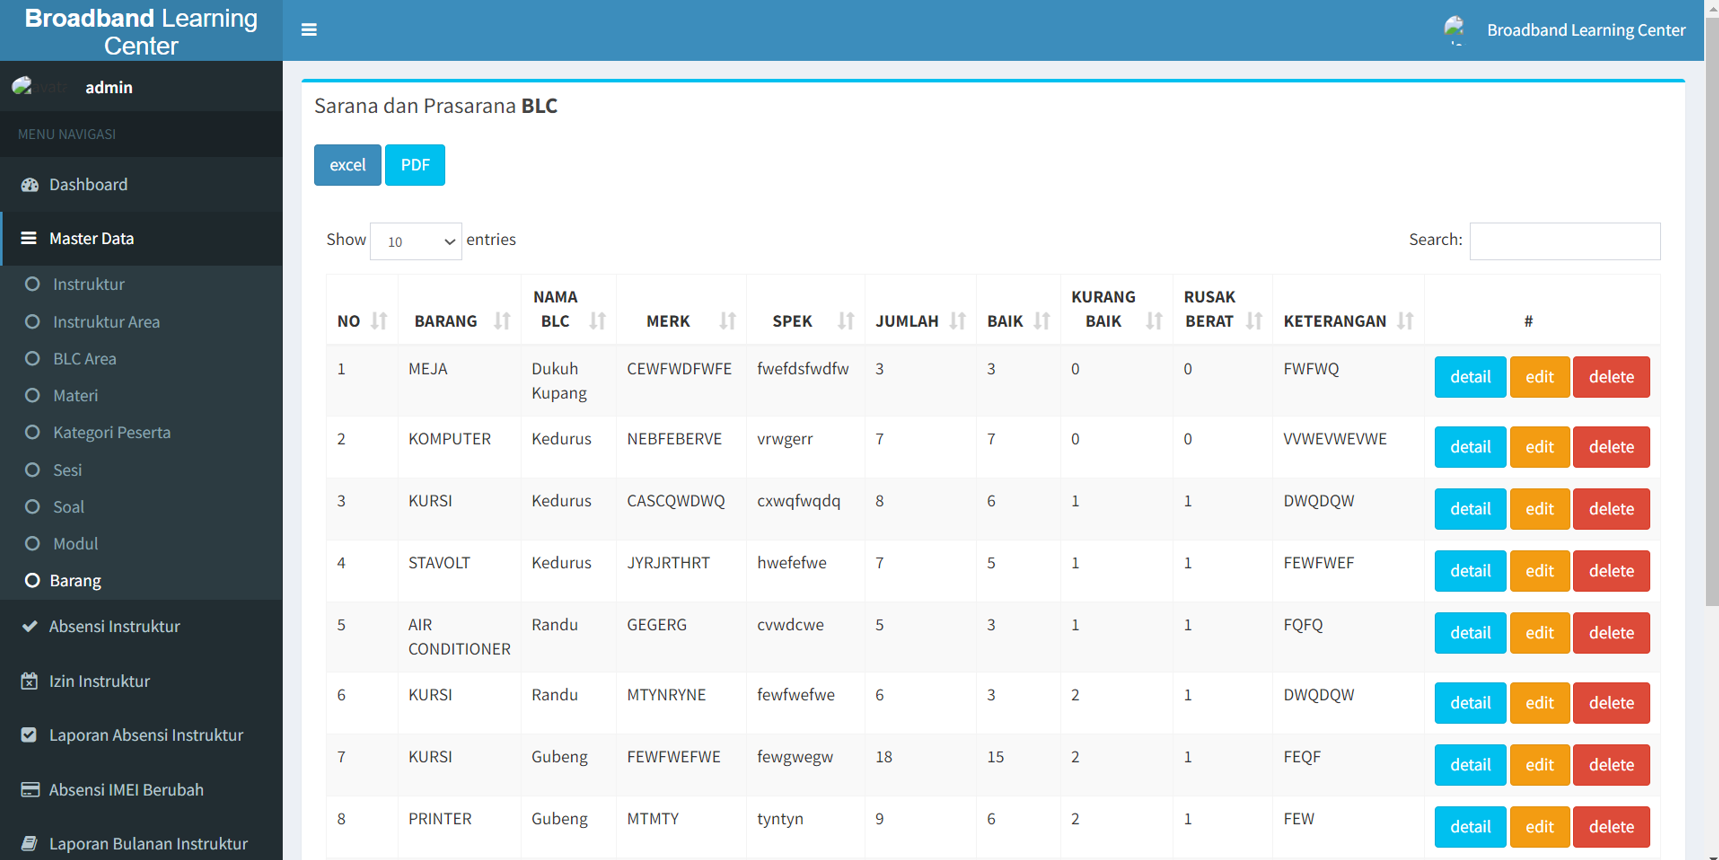 Broadband Learning
Center
Broadband Learning Center
admin
MENU NAVIGASI
Dashboard
Master Data
Instruktur
Instruktur Area
BLC Area
Materi
Kategori Peserta
Sesi
Soal
Modul
Barang
Absensi Instruktur
Izin Instruktur
Laporan Absensi Instruktur
Absensi IMEI Berubah
Laporan Bulanan Instruktur
Sarana dan Prasarana BLC
excel PDF
Show 10 entries Search:
NO BARANG NAMA BLC MERK SPEK JUMLAH BAIK KURANG BAIK RUSAK BERAT KETERANGAN #
1 MEJA Dukuh Kupang CEWFWDFWFE fwefdsfwdfw 3 3 0 0 FWFWQ detail edit delete
2 KOMPUTER Kedurus NEBFEBERVE vrwgerr 7 7 0 0 VVWEVWEVWE detail edit delete
3 KURSI Kedurus CASCQWDWQ cxwqfwqdq 8 6 1 1 DWQDQW detail edit delete
4 STAVOLT Kedurus JYRJRTHRT hwefefwe 7 5 1 1 FEWFWEF detail edit delete
5 AIR CONDITIONER Randu GEGERG cvwdcwe 5 3 1 1 FQFQ detail edit delete
6 KURSI Randu MTYNRYNE fewfwefwe 6 3 2 1 DWQDQW detail edit delete
7 KURSI Gubeng FEWFWEFWE fewgwegw 18 15 2 1 FEQF detail edit delete
8 PRINTER Gubeng MTMTY tyntyn 9 6 2 1 FEW detail edit delete